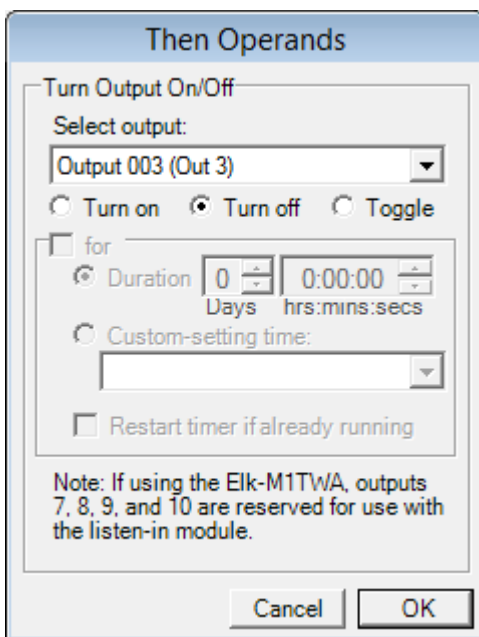 Then Operands
Turn Output On/Off
Select output:
Output 003 (Out 3)
Turn on Turn off Toggle
for
Duration 0 0:00:00
Days hrs:mins:secs
Custom-setting time:
Restart timer if already running
Note: If using the Elk-M1TWA, outputs
7, 8, 9, and 10 are reserved for use with
the listen-in module.
Cancel OK